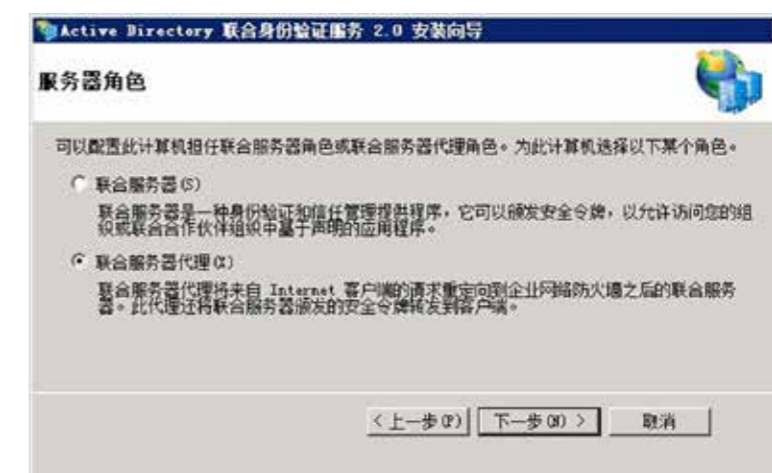 Active Directory 联合身份验证服务 2.0 安装向导
服务器角色
可以配置此计算机担任联合服务器角色或联合服务器代理角色。为此计算机选择以下某个角色。
联合服务器(S)
联合服务器是一种身份验证和信任管理提供程序，它可以颁发安全令牌，以允许访问您的组
织或联合合作伙伴组织中基于声明的应用程序。
联合服务器代理(X)
联合服务器代理将来自 Internet 客户端的请求重定向到企业网络防火墙之后的联合服务
器。此代理还将联合服务器颁发的安全令牌转发到客户端。
<上一步(P) 下一步(N) > 取消